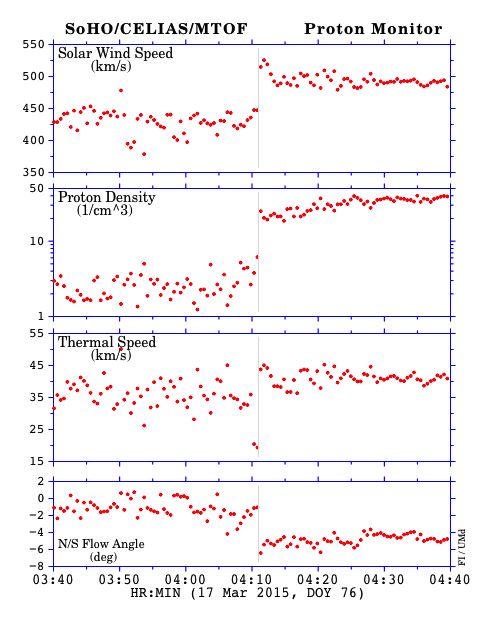 SoHO/CELIAS/MTOF Proton Monitor
550
Solar Wind Speed
(km/s)
500
450
400
350
50
Proton Density
(1/cm^3)
10
1
55
Thermal Speed
(km/s)
45
35
25
15
2
0
−2
−4
N/S Flow Angle
−6
(deg)
−8
FI / UMd
03:40 03:50 04:00 04:10 04:20 04:30 04:40
HR:MIN (17 Mar 2015, DOY 76)